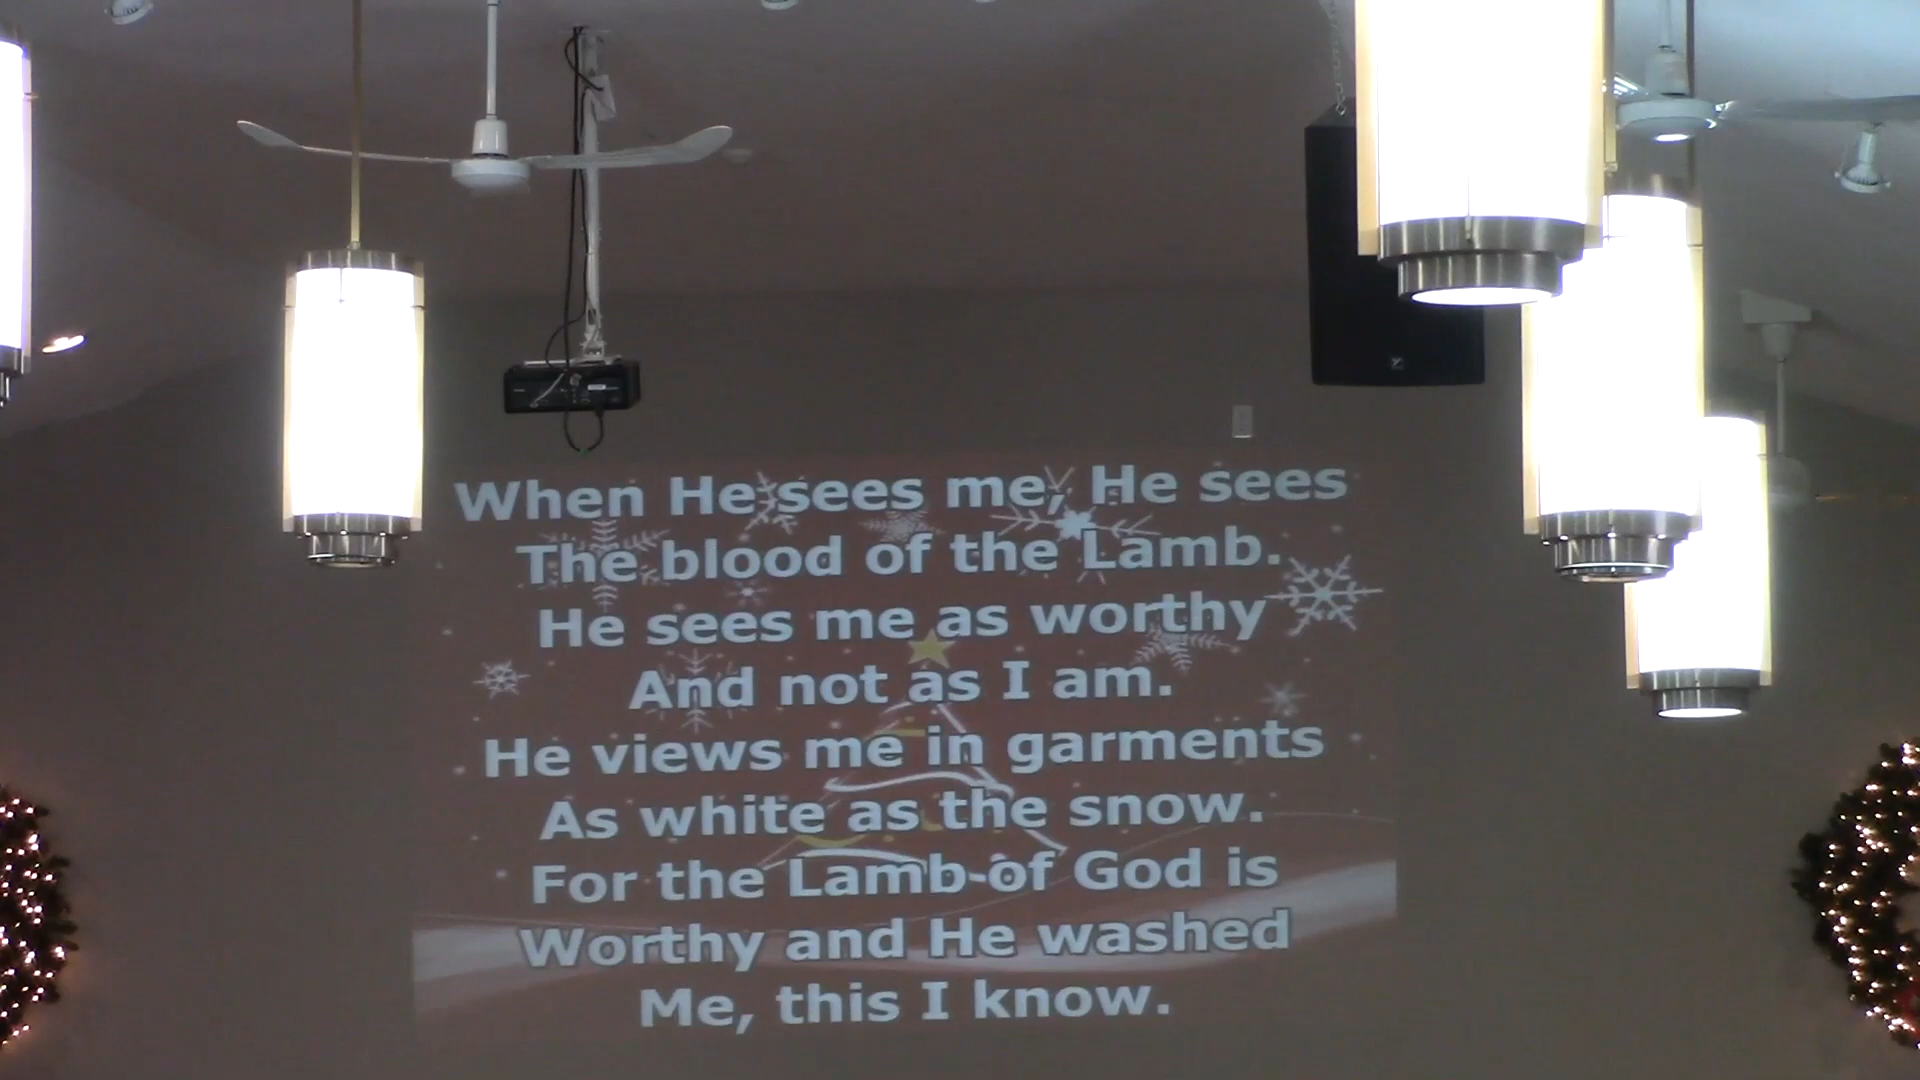 When He sees me, He sees
The blood of the Lamb.
He sees me as worthy
And not as I am.
He views me in garments
As white as the snow.
For the Lamb of God is
Worthy and He washed
Me, this I know.